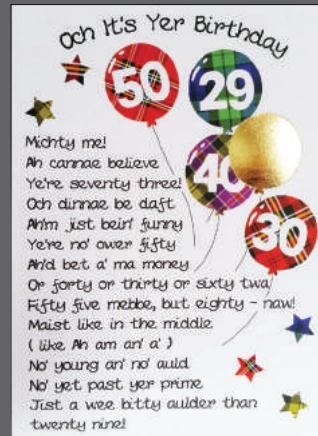 Och It's Yer Birthday
50
29
40
30
Michty me!
Ah cannae believe
Ye're seventy three!
Och dinnae be daft
Ah'm jist bein' funny
Ye're no' ower fifty
Ah'd bet a' ma money
Or forty or thirty or sixty twa
Fifty five mebbe, but eighty - naw!
Maist like in the middle
( like Ah am an' a' )
No' young an' no' auld
No' yet past yer prime
Jist a wee bitty aulder than
twenty nine!